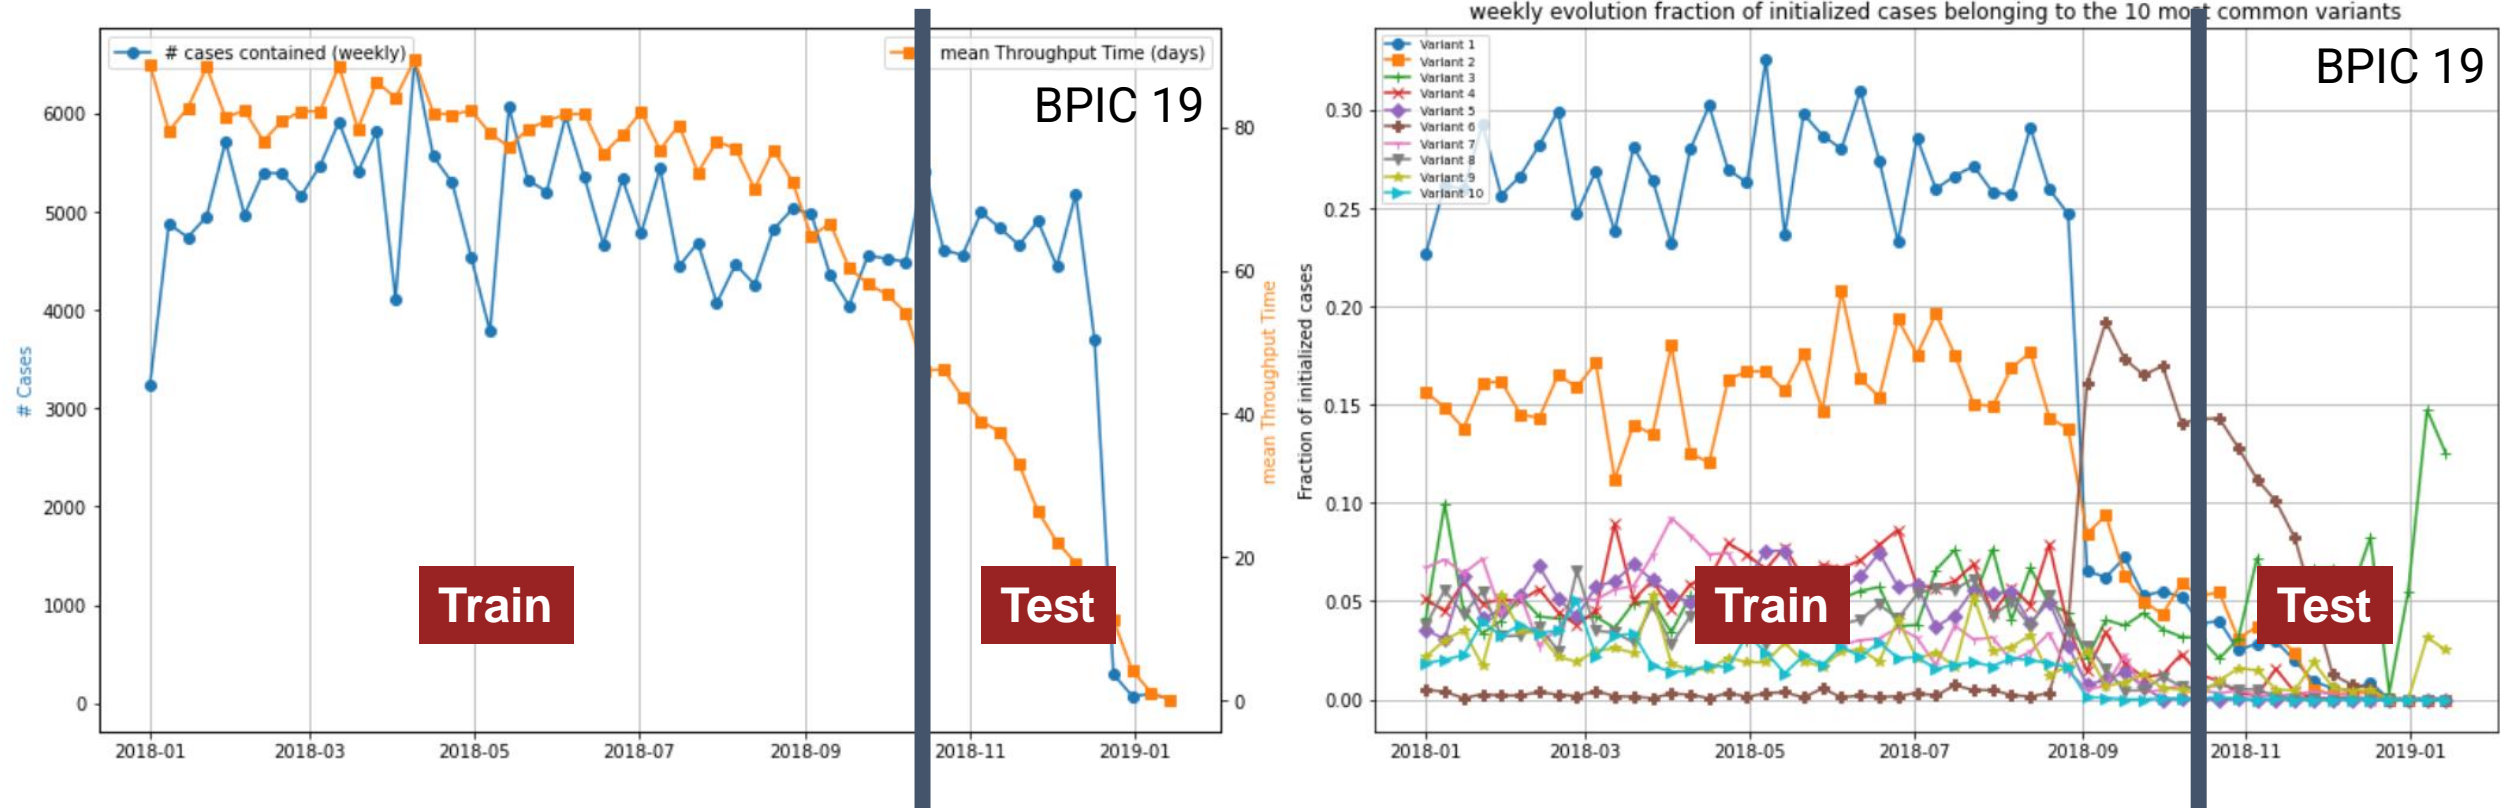 # cases contained (weekly)
mean Throughput Time (days)
BPIC 19
6000
5000
4000
3000
2000
1000
0
# Cases
80
60
40
20
0
mean Throughput Time
Train
Test
2018-01
2018-03
2018-05
2018-07
2018-09
2018-11
2019-01
weekly evolution fraction of initialized cases belonging to the 10 most common variants
Variant 1
Variant 2
Variant 3
Variant 4
Variant 5
Variant 6
Variant 7
Variant 8
Variant 9
Variant 10
BPIC 19
0.30
0.25
0.20
0.15
0.10
0.05
0.00
Fraction of initialized cases
Train
Test
2018-01
2018-03
2018-05
2018-07
2018-09
2018-11
2019-01